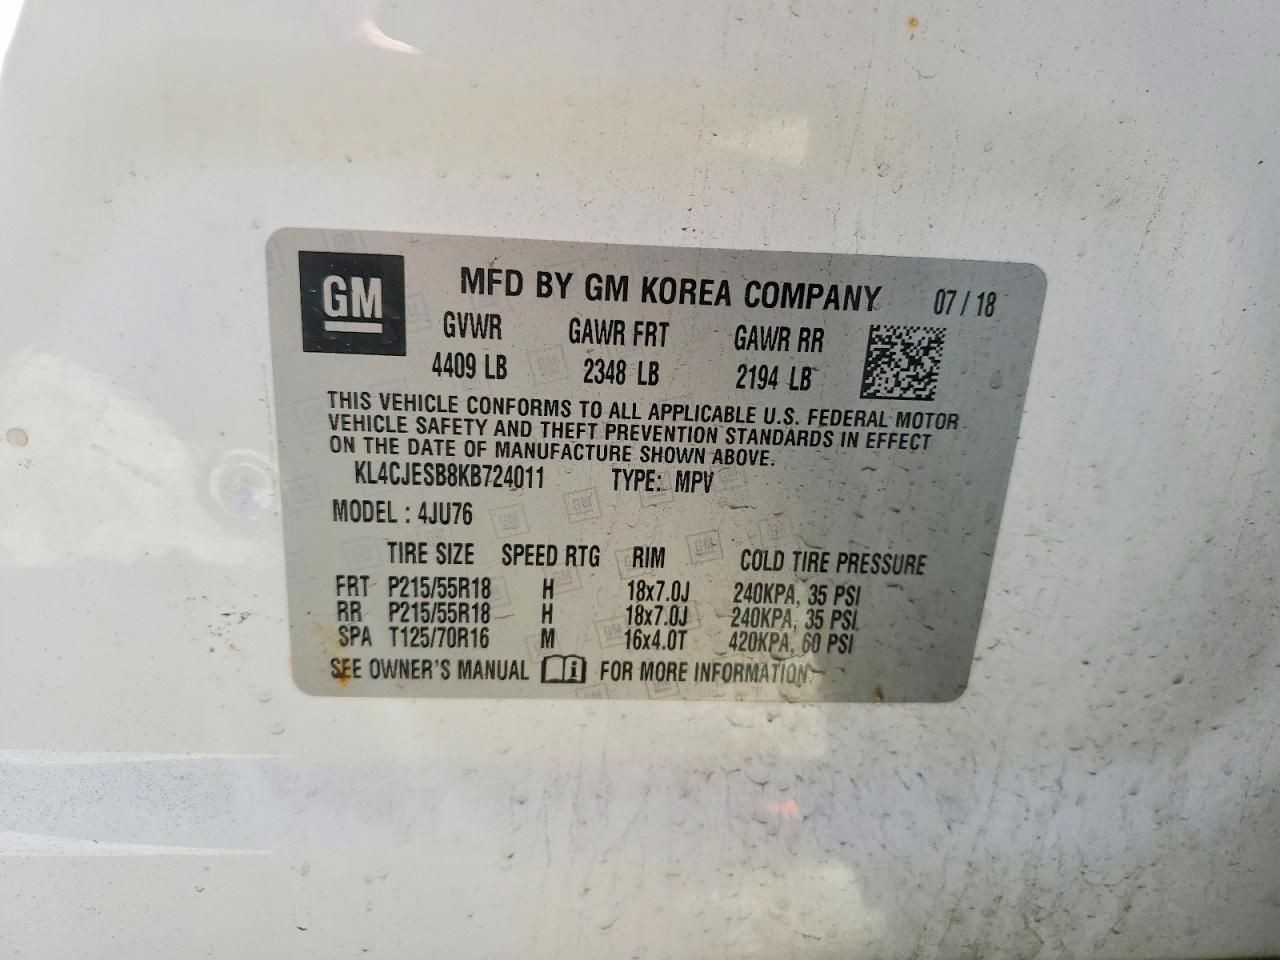 GM
MFD BY GM KOREA COMPANY 07 / 18
GVWR GAWR FRT GAWR RR
4409 LB 2348 LB 2194 LB
THIS VEHICLE CONFORMS TO ALL APPLICABLE U.S. FEDERAL MOTOR
VEHICLE SAFETY AND THEFT PREVENTION STANDARDS IN EFFECT
ON THE DATE OF MANUFACTURE SHOWN ABOVE.
KL4CJESB8KB724011 TYPE: MPV
MODEL : 4JU76
TIRE SIZE SPEED RTG RIM COLD TIRE PRESSURE
FRT P215/55R18 H 18x7.0J 240KPA, 35 PSI
RR P215/55R18 H 18x7.0J 240KPA, 35 PSI
SPA T125/70R16 M 16x4.0T 420KPA, 60 PSI
SEE OWNER'S MANUAL i FOR MORE INFORMATION.